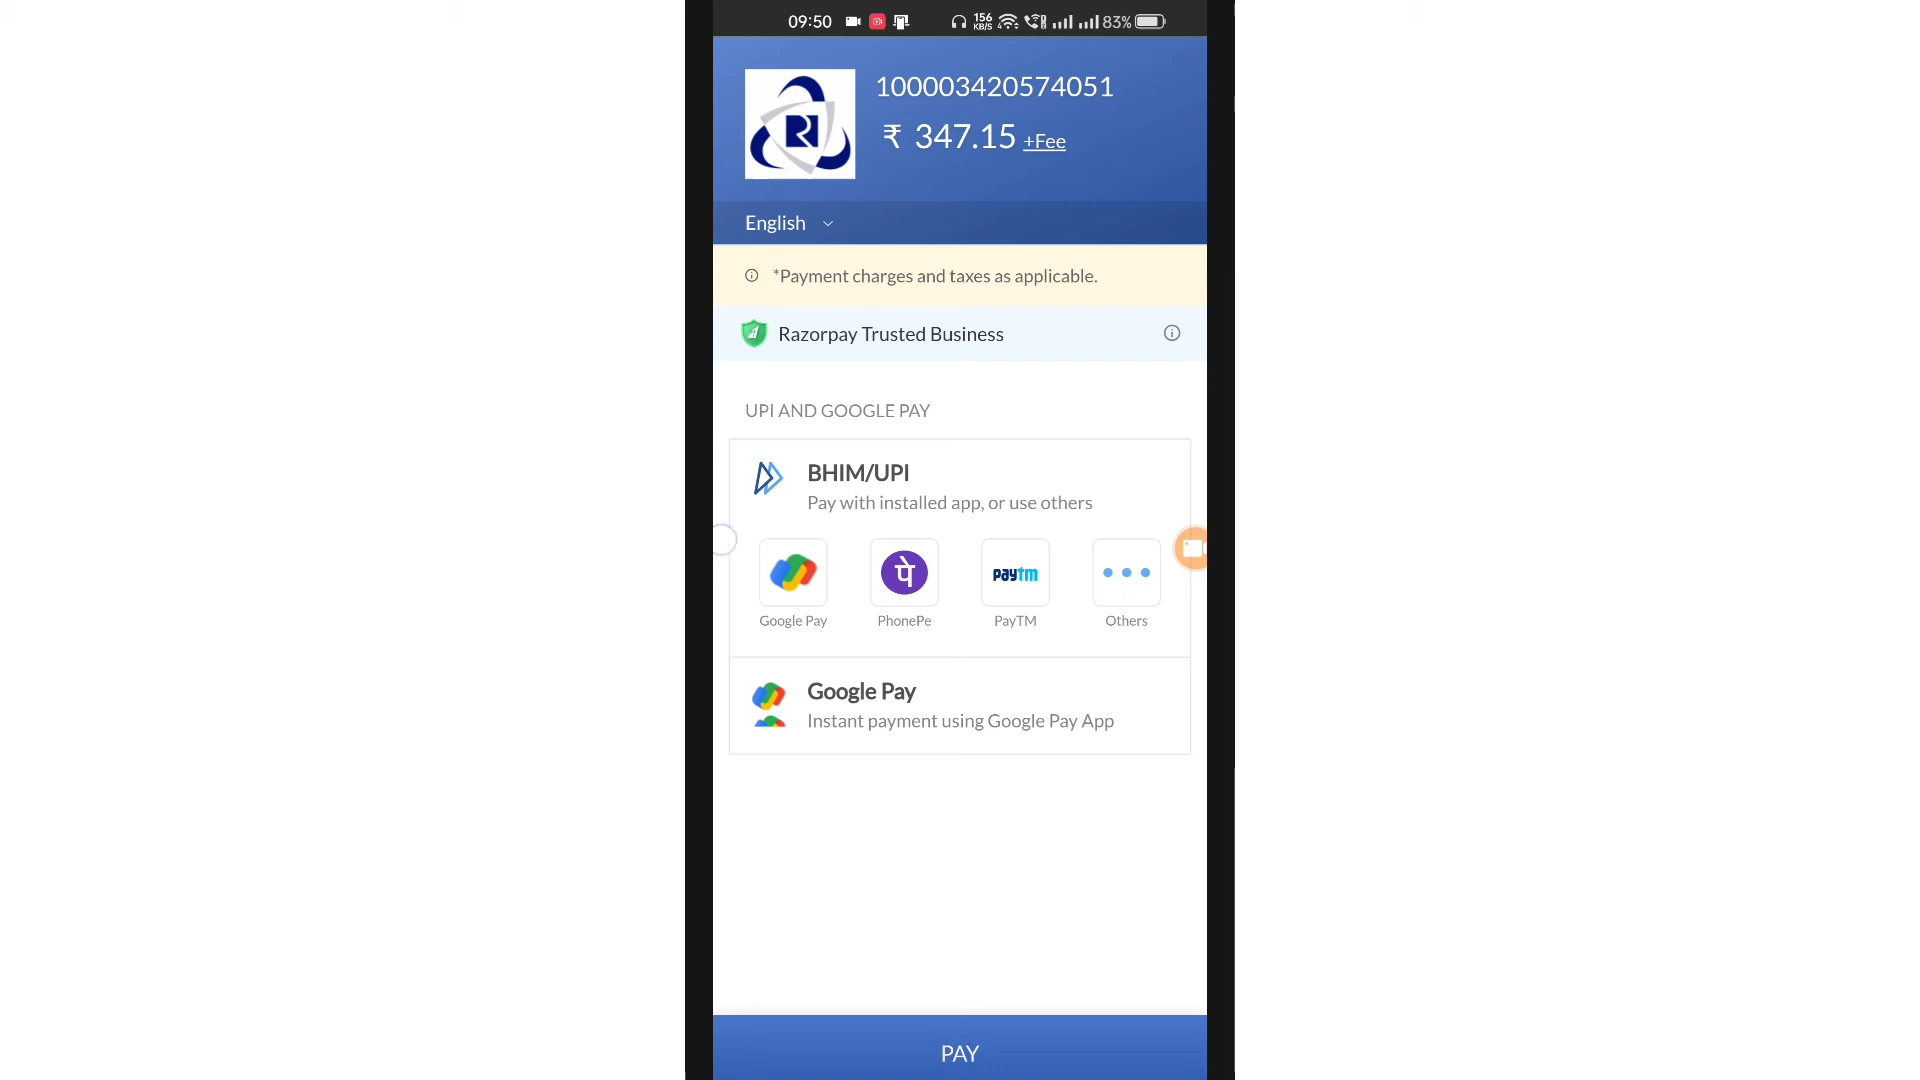 09:50 156 KB/S 83%
100003420574051
₹ 347.15 +Fee
English
*Payment charges and taxes as applicable.
Razorpay Trusted Business
UPI AND GOOGLE PAY
BHIM/UPI
Pay with installed app, or use others
पे
paytm
Google Pay PhonePe PayTM Others
Google Pay
Instant payment using Google Pay App
PAY